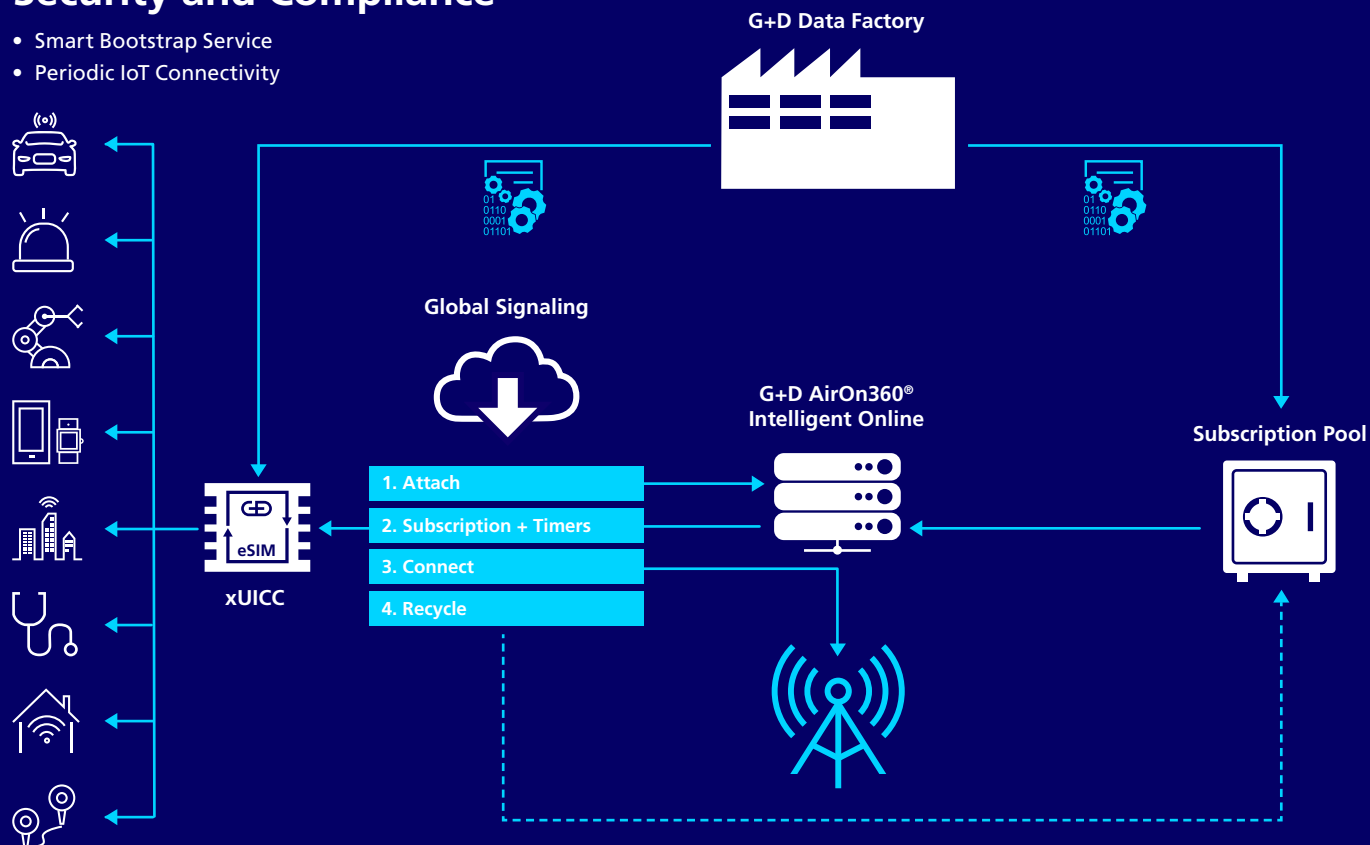 Security and Compliance
• Smart Bootstrap Service
• Periodic IoT Connectivity
G+D Data Factory
01
0110
0001
01101
01
0110
0001
01101
Global Signaling
G+D AirOn360®
Intelligent Online
Subscription Pool
1. Attach
2. Subscription + Timers
3. Connect
4. Recycle
G+D
eSIM
xUICC